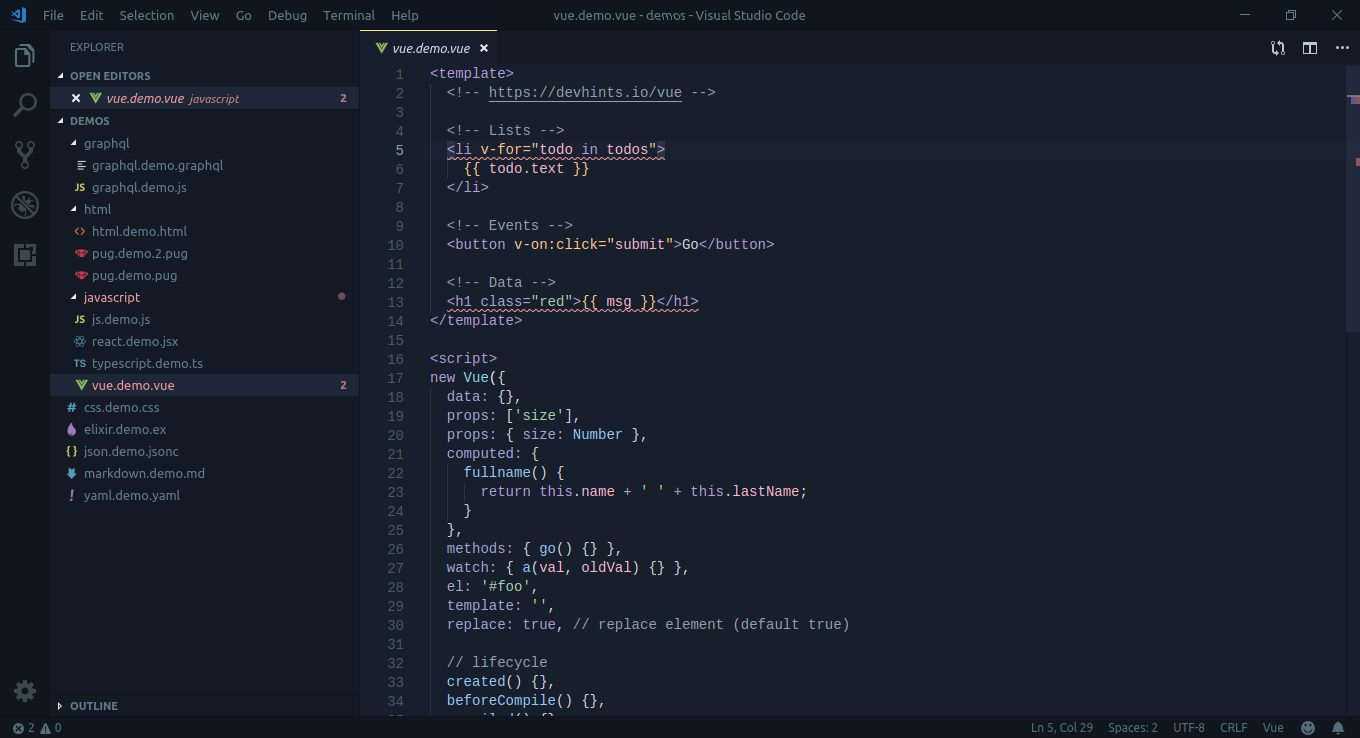 File Edit Selection View Go Debug Terminal Help
vue.demo.vue - demos - Visual Studio Code
EXPLORER
OPEN EDITORS
vue.demo.vue javascript 2
DEMOS
graphql
graphql.demo.graphql
JS graphql.demo.js
html
<> html.demo.html
pug.demo.2.pug
pug.demo.pug
javascript
JS js.demo.js
react.demo.jsx
TS typescript.demo.ts
vue.demo.vue 2
# css.demo.css
elixir.demo.ex
{} json.demo.jsonc
markdown.demo.md
! yaml.demo.yaml
OUTLINE
vue.demo.vue
1 <template>
2 <!-- https://devhints.io/vue -->
3
4 <!-- Lists -->
5 <li v-for="todo in todos">
6 {{ todo.text }}
7 </li>
8
9 <!-- Events -->
10 <button v-on:click="submit">Go</button>
11
12 <!-- Data -->
13 <h1 class="red">{{ msg }}</h1>
14 </template>
15
16 <script>
17 new Vue({
18 data: {},
19 props: ['size'],
20 props: { size: Number },
21 computed: {
22 fullname() {
23 return this.name + ' ' + this.lastName;
24 }
25 },
26 methods: { go() {} },
27 watch: { a(val, oldVal) {} },
28 el: '#foo',
29 template: '',
30 replace: true, // replace element (default true)
31
32 // lifecycle
33 created() {},
34 beforeCompile() {},
2 0
Ln 5, Col 29 Spaces: 2 UTF-8 CRLF Vue